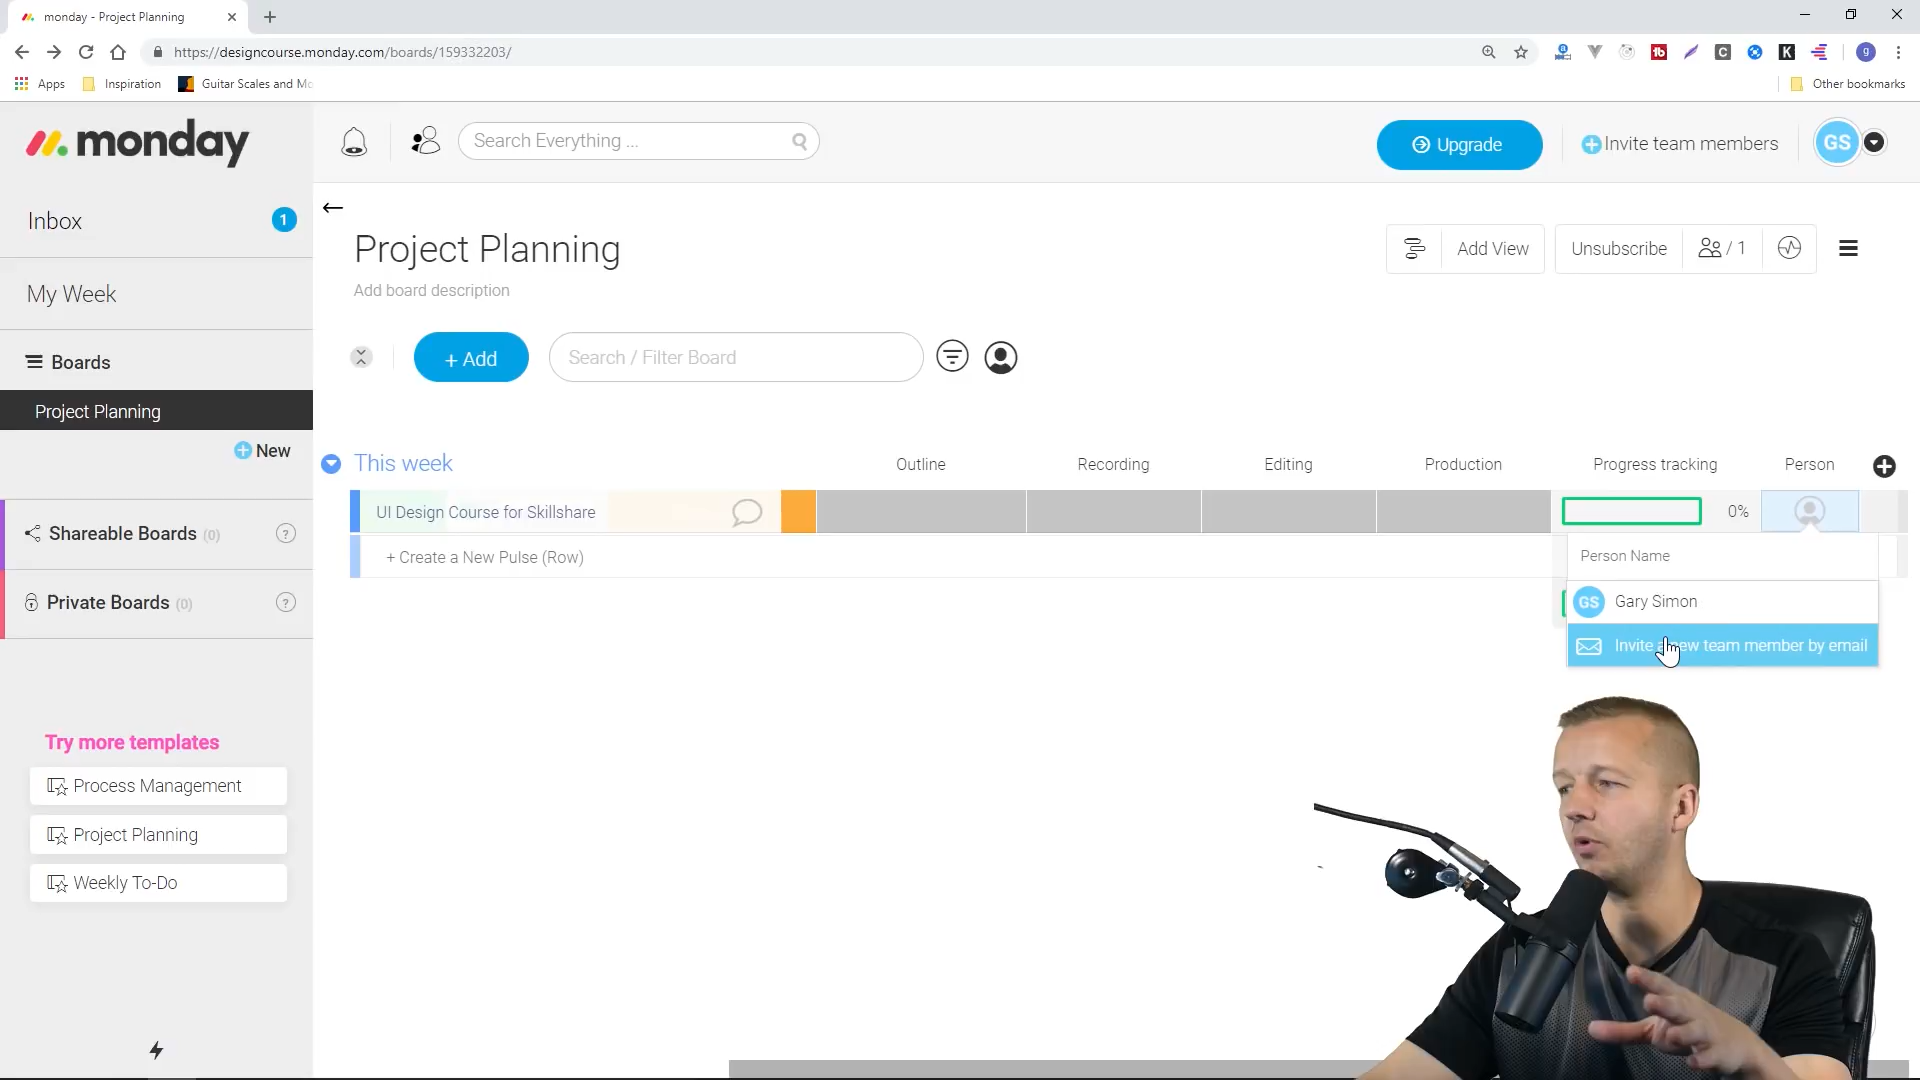 monday - Project Planning
https://designcourse.monday.com/boards/159332203/
Apps
Inspiration
Guitar Scales and Mo
Other bookmarks
monday
Search Everything ...
Upgrade
Invite team members
GS
Inbox
1
My Week
Boards
Project Planning
New
Shareable Boards (0)
?
Private Boards (0)
?
Try more templates
Process Management
Project Planning
Weekly To-Do
Project Planning
Add board description
Add View
Unsubscribe
/ 1
+ Add
Search / Filter Board
This week
Outline
Recording
Editing
Production
Progress tracking
Person
UI Design Course for Skillshare
0%
+ Create a New Pulse (Row)
Person Name
GS
Gary Simon
Invite a new team member by email